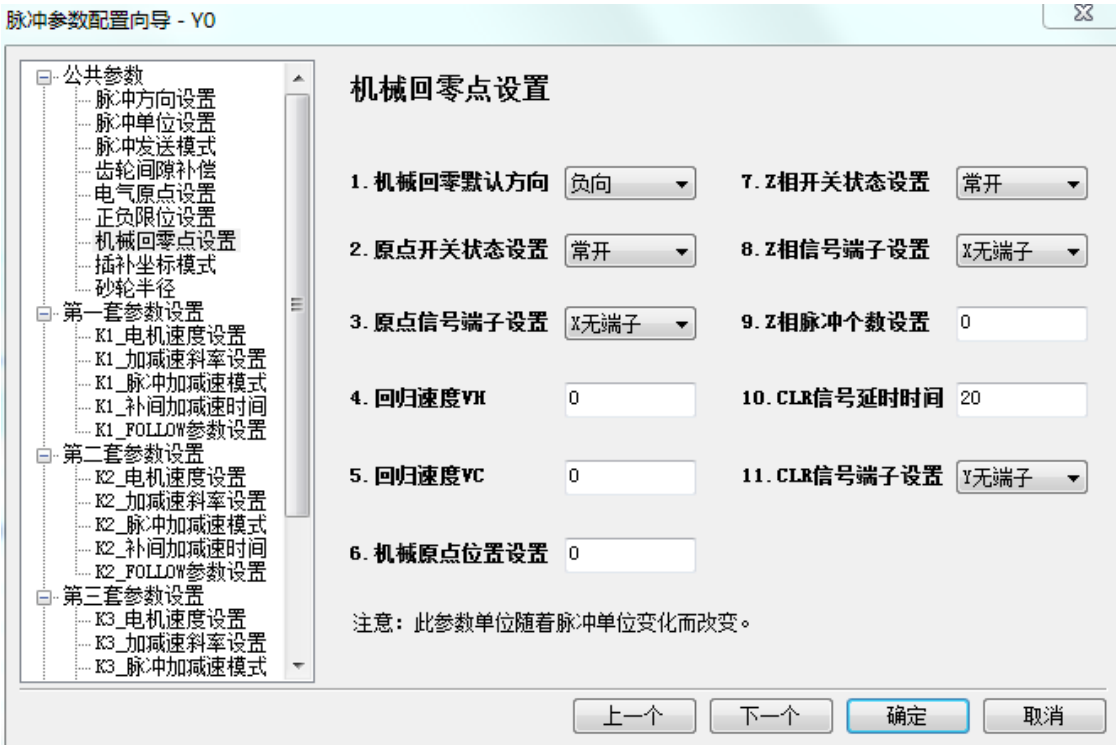 脉冲参数配置向导 - Y0
公共参数
脉冲方向设置
脉冲单位设置
脉冲发送模式
齿轮间隙补偿
电气原点设置
正负限位设置
机械回零点设置
插补坐标模式
砂轮半径
第一套参数设置
K1_电机速度设置
K1_加减速斜率设置
K1_脉冲加减速模式
K1_补间加减速时间
K1_FOLLOW参数设置
第二套参数设置
K2_电机速度设置
K2_加减速斜率设置
K2_脉冲加减速模式
K2_补间加减速时间
K2_FOLLOW参数设置
第三套参数设置
K3_电机速度设置
K3_加减速斜率设置
K3_脉冲加减速模式
机械回零点设置
1.机械回零默认方向 负向
2.原点开关状态设置 常开
3.原点信号端子设置 X无端子
4.回归速度VH 0
5.回归速度VC 0
6.机械原点位置设置 0
7.Z相开关状态设置 常开
8.Z相信号端子设置 X无端子
9.Z相脉冲个数设置 0
10.CLR信号延时时间 20
11.CLR信号端子设置 Y无端子
注意：此参数单位随着脉冲单位变化而改变。
上一个 下一个 确定 取消